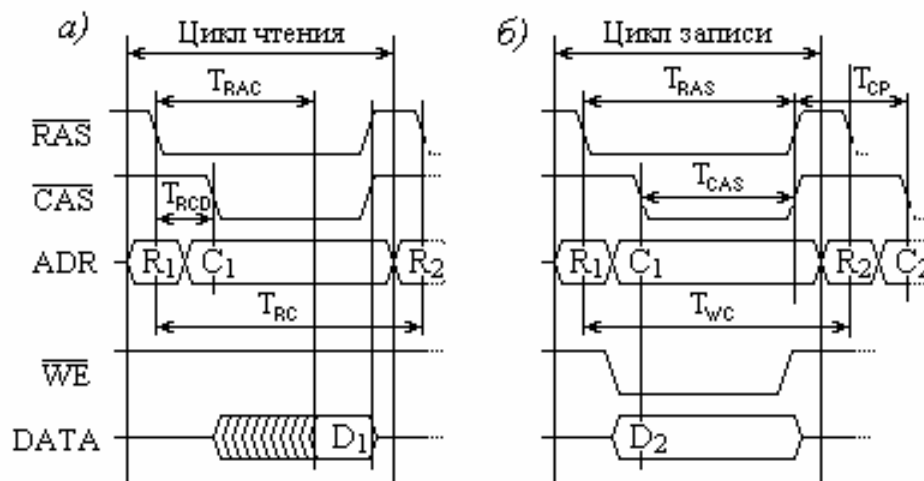 а) Цикл чтения б) Цикл записи
T_RAC T_RAS T_CP
RAS
CAS T_RCD T_CAS
ADR R1 C1 R2 R1 C1 R2 C2
T_RC T_WC
WE
DATA D1 D2